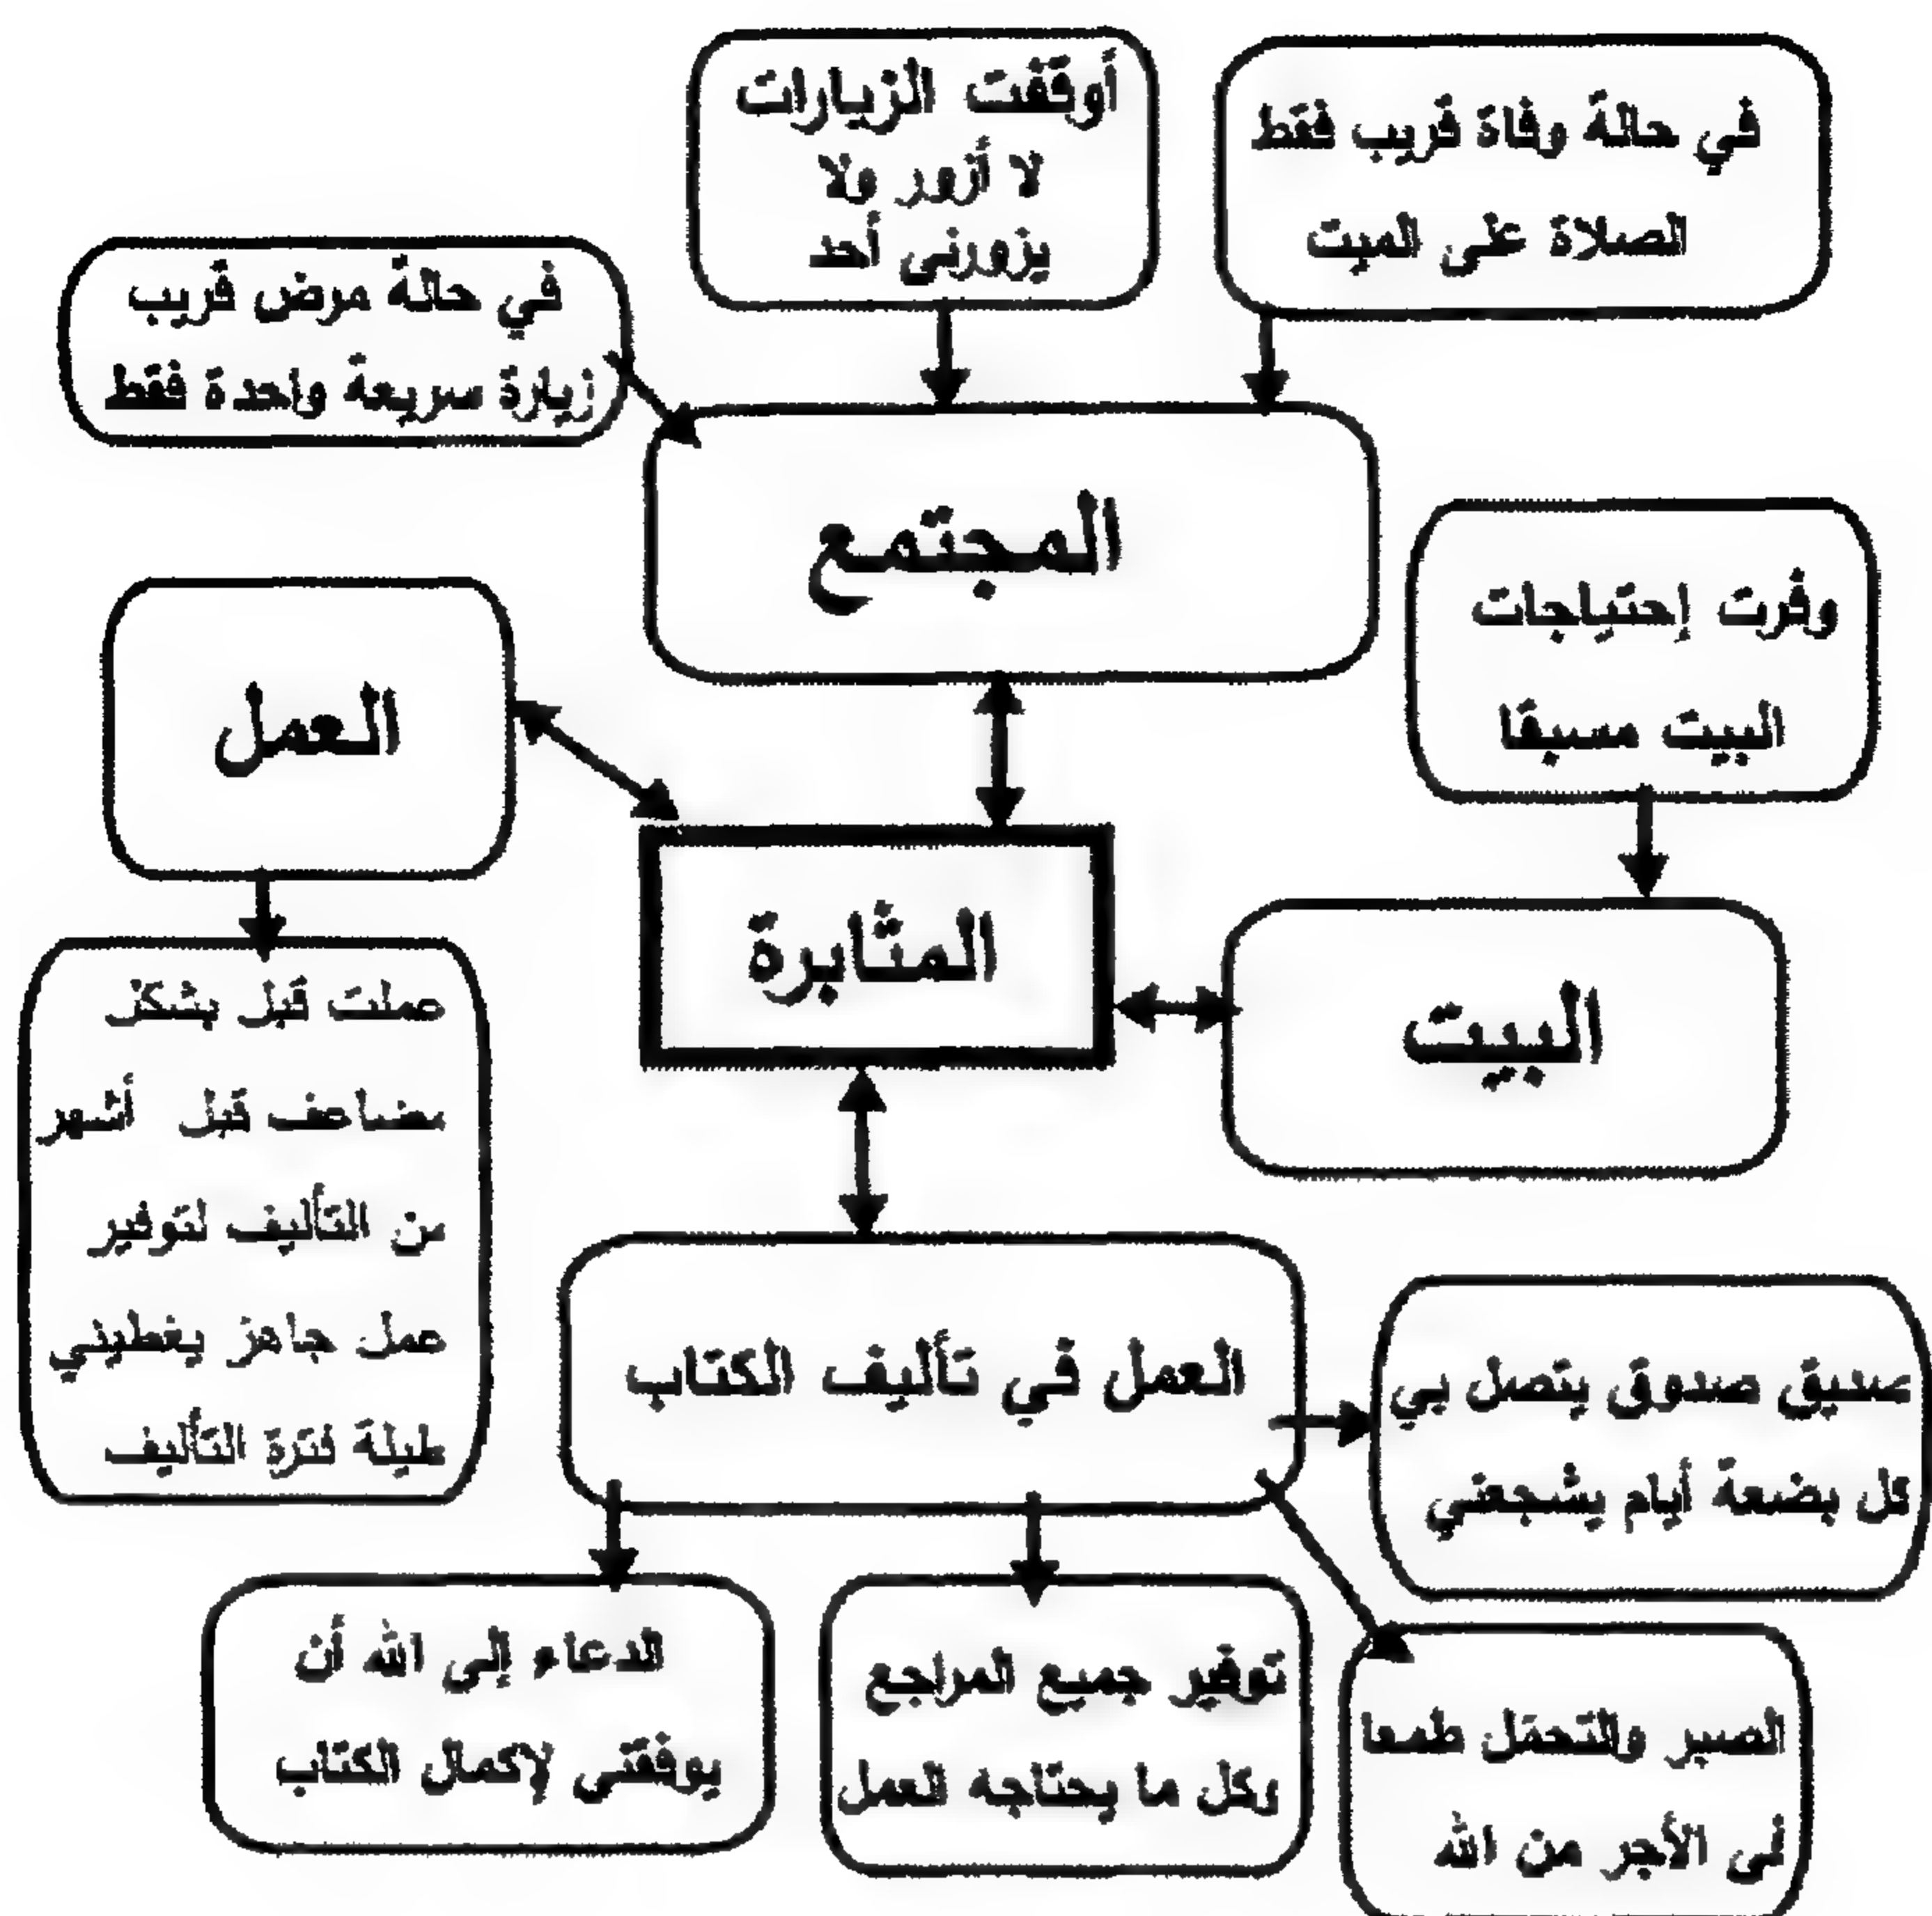 في حالة وفاة قريب فقط
الصلاة على الميت
أوقفت الزيارات
لا أزور ولا
يزورني أحد
في حالة مرض قريب
زيارة سريعة واحدة فقط
المجتمع
وفرت إحتياجات
البيت مسبقا
العمل
المثابرة
البيت
عملت قبل بشكل
مضاعف قبل أشهر
من التأليف لتوفير
عمل جاهز يغطيني
طيلة فترة التأليف
العمل في تأليف الكتاب
صديق صدوق يتصل بي
كل بضعة أيام يشجعني
الصبر والتحمل طمعا
في الأجر من الله
توفير جميع المراجع
وكل ما يحتاجه العمل
الدعاء إلى الله أن
يوفقني لإكمال الكتاب